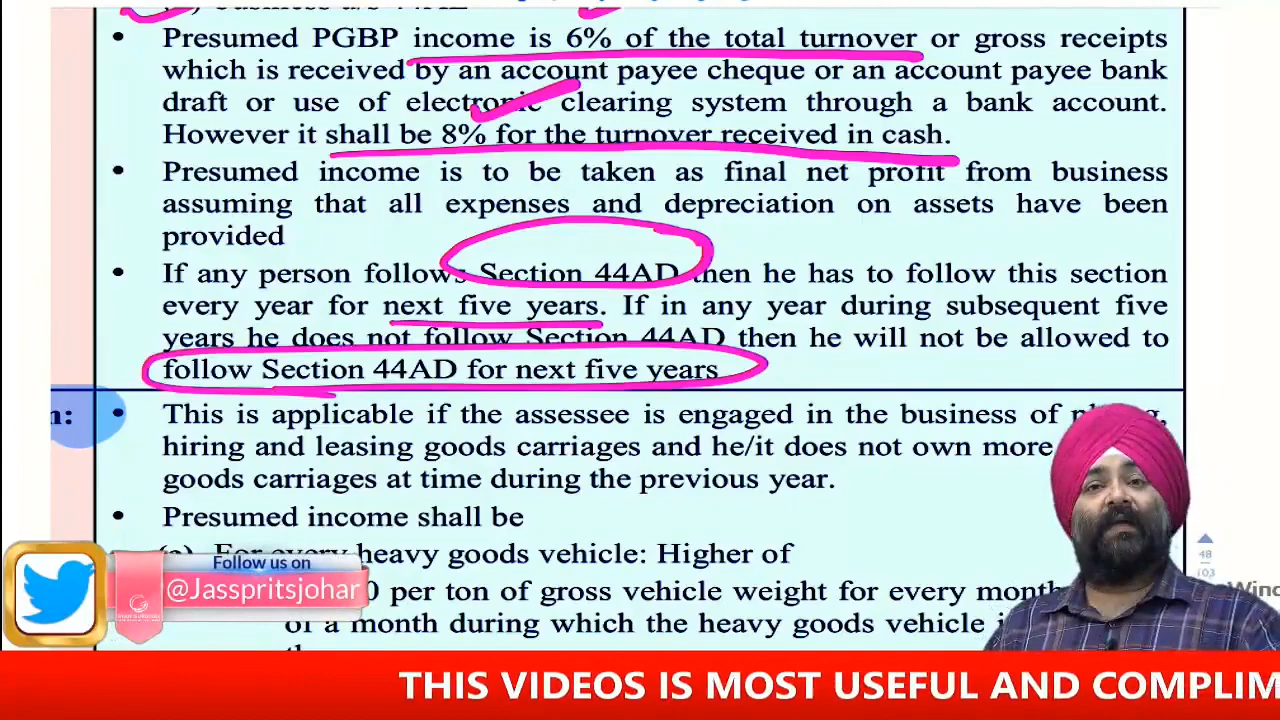 business u/s 44AE
• Presumed PGBP income is 6% of the total turnover or gross receipts
which is received by an account payee cheque or an account payee bank
draft or use of electronic clearing system through a bank account.
However it shall be 8% for the turnover received in cash.
• Presumed income is to be taken as final net profit from business
assuming that all expenses and depreciation on assets have been
provided
• If any person follows Section 44AD then he has to follow this section
every year for next five years. If in any year during subsequent five
years he does not follow Section 44AD then he will not be allowed to
follow Section 44AD for next five years
n:
• This is applicable if the assessee is engaged in the business of
hiring and leasing goods carriages and he/it does not own more
goods carriages at time during the previous year.
• Presumed income shall be
(a) For every heavy goods vehicle: Higher of
0 per ton of gross vehicle weight for every month
of a month during which the heavy goods vehicle
Follow us on
@Jasspritsjohar
48
103
Wind
THIS VIDEOS IS MOST USEFUL AND COMPLIM